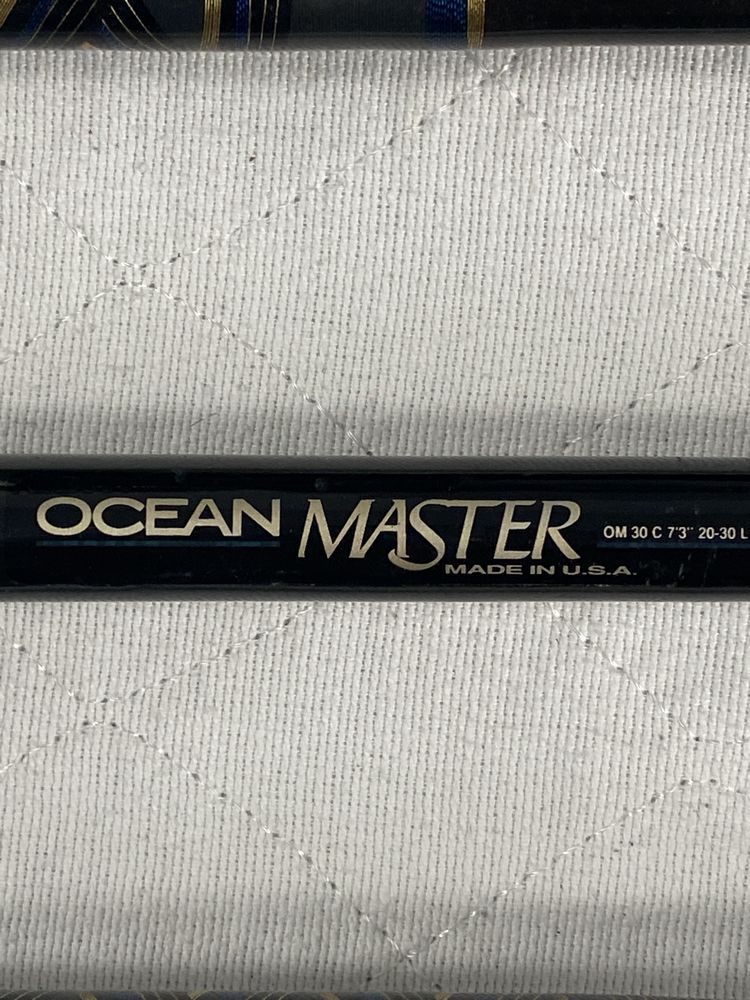 OCEAN MASTER OM 30 C 7'3" 20-30 L
MADE IN U.S.A.